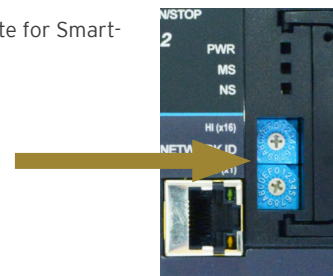 te for Smart-
N/STOP
2
PWR
MS
NS
HI (x16)
NETW K ID
(x1)